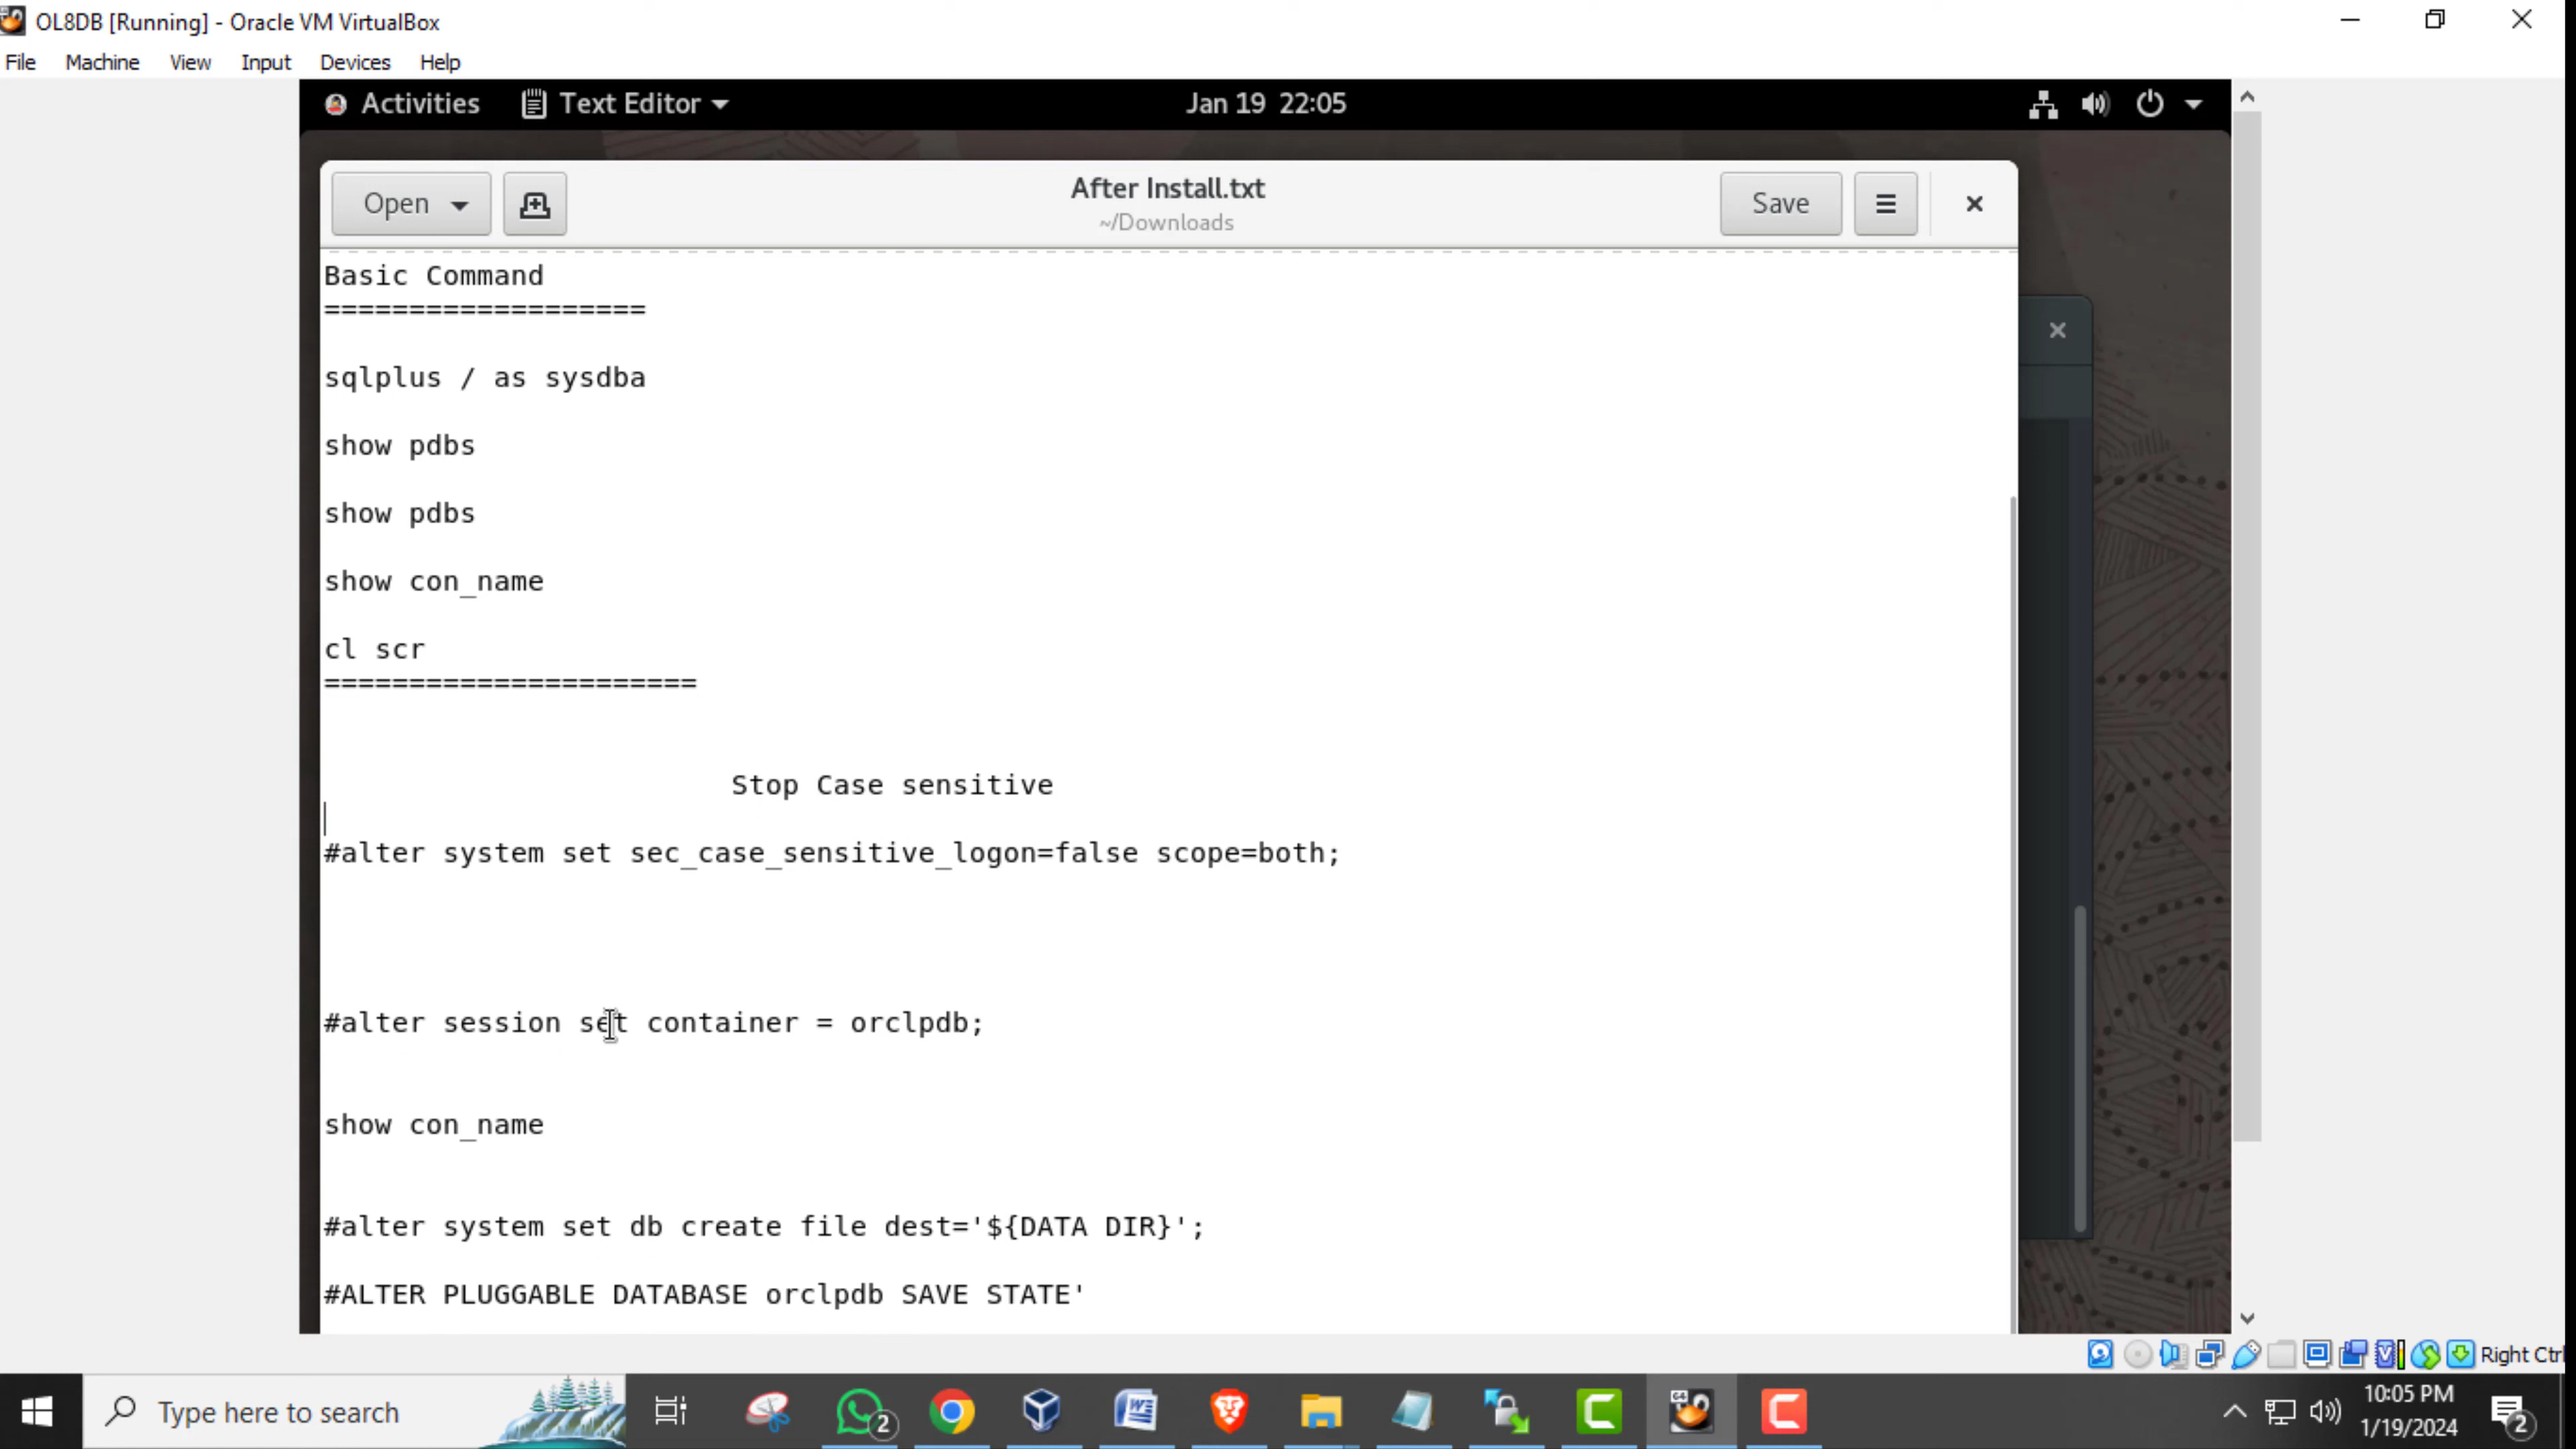 OL8DB [Running] - Oracle VM VirtualBox
File Machine View Input Devices Help
Activities Text Editor Jan 19 22:05
Open After Install.txt Save
~/Downloads
Basic Command
===================
sqlplus / as sysdba
show pdbs
show pdbs
show con_name
cl scr
======================
Stop Case sensitive
#alter system set sec_case_sensitive_logon=false scope=both;
#alter session set container = orclpdb;
show con_name
#alter system set db create file dest='${DATA DIR}';
#ALTER PLUGGABLE DATABASE orclpdb SAVE STATE'
Right Ctrl
Type here to search
2
64
10:05 PM
1/19/2024
2